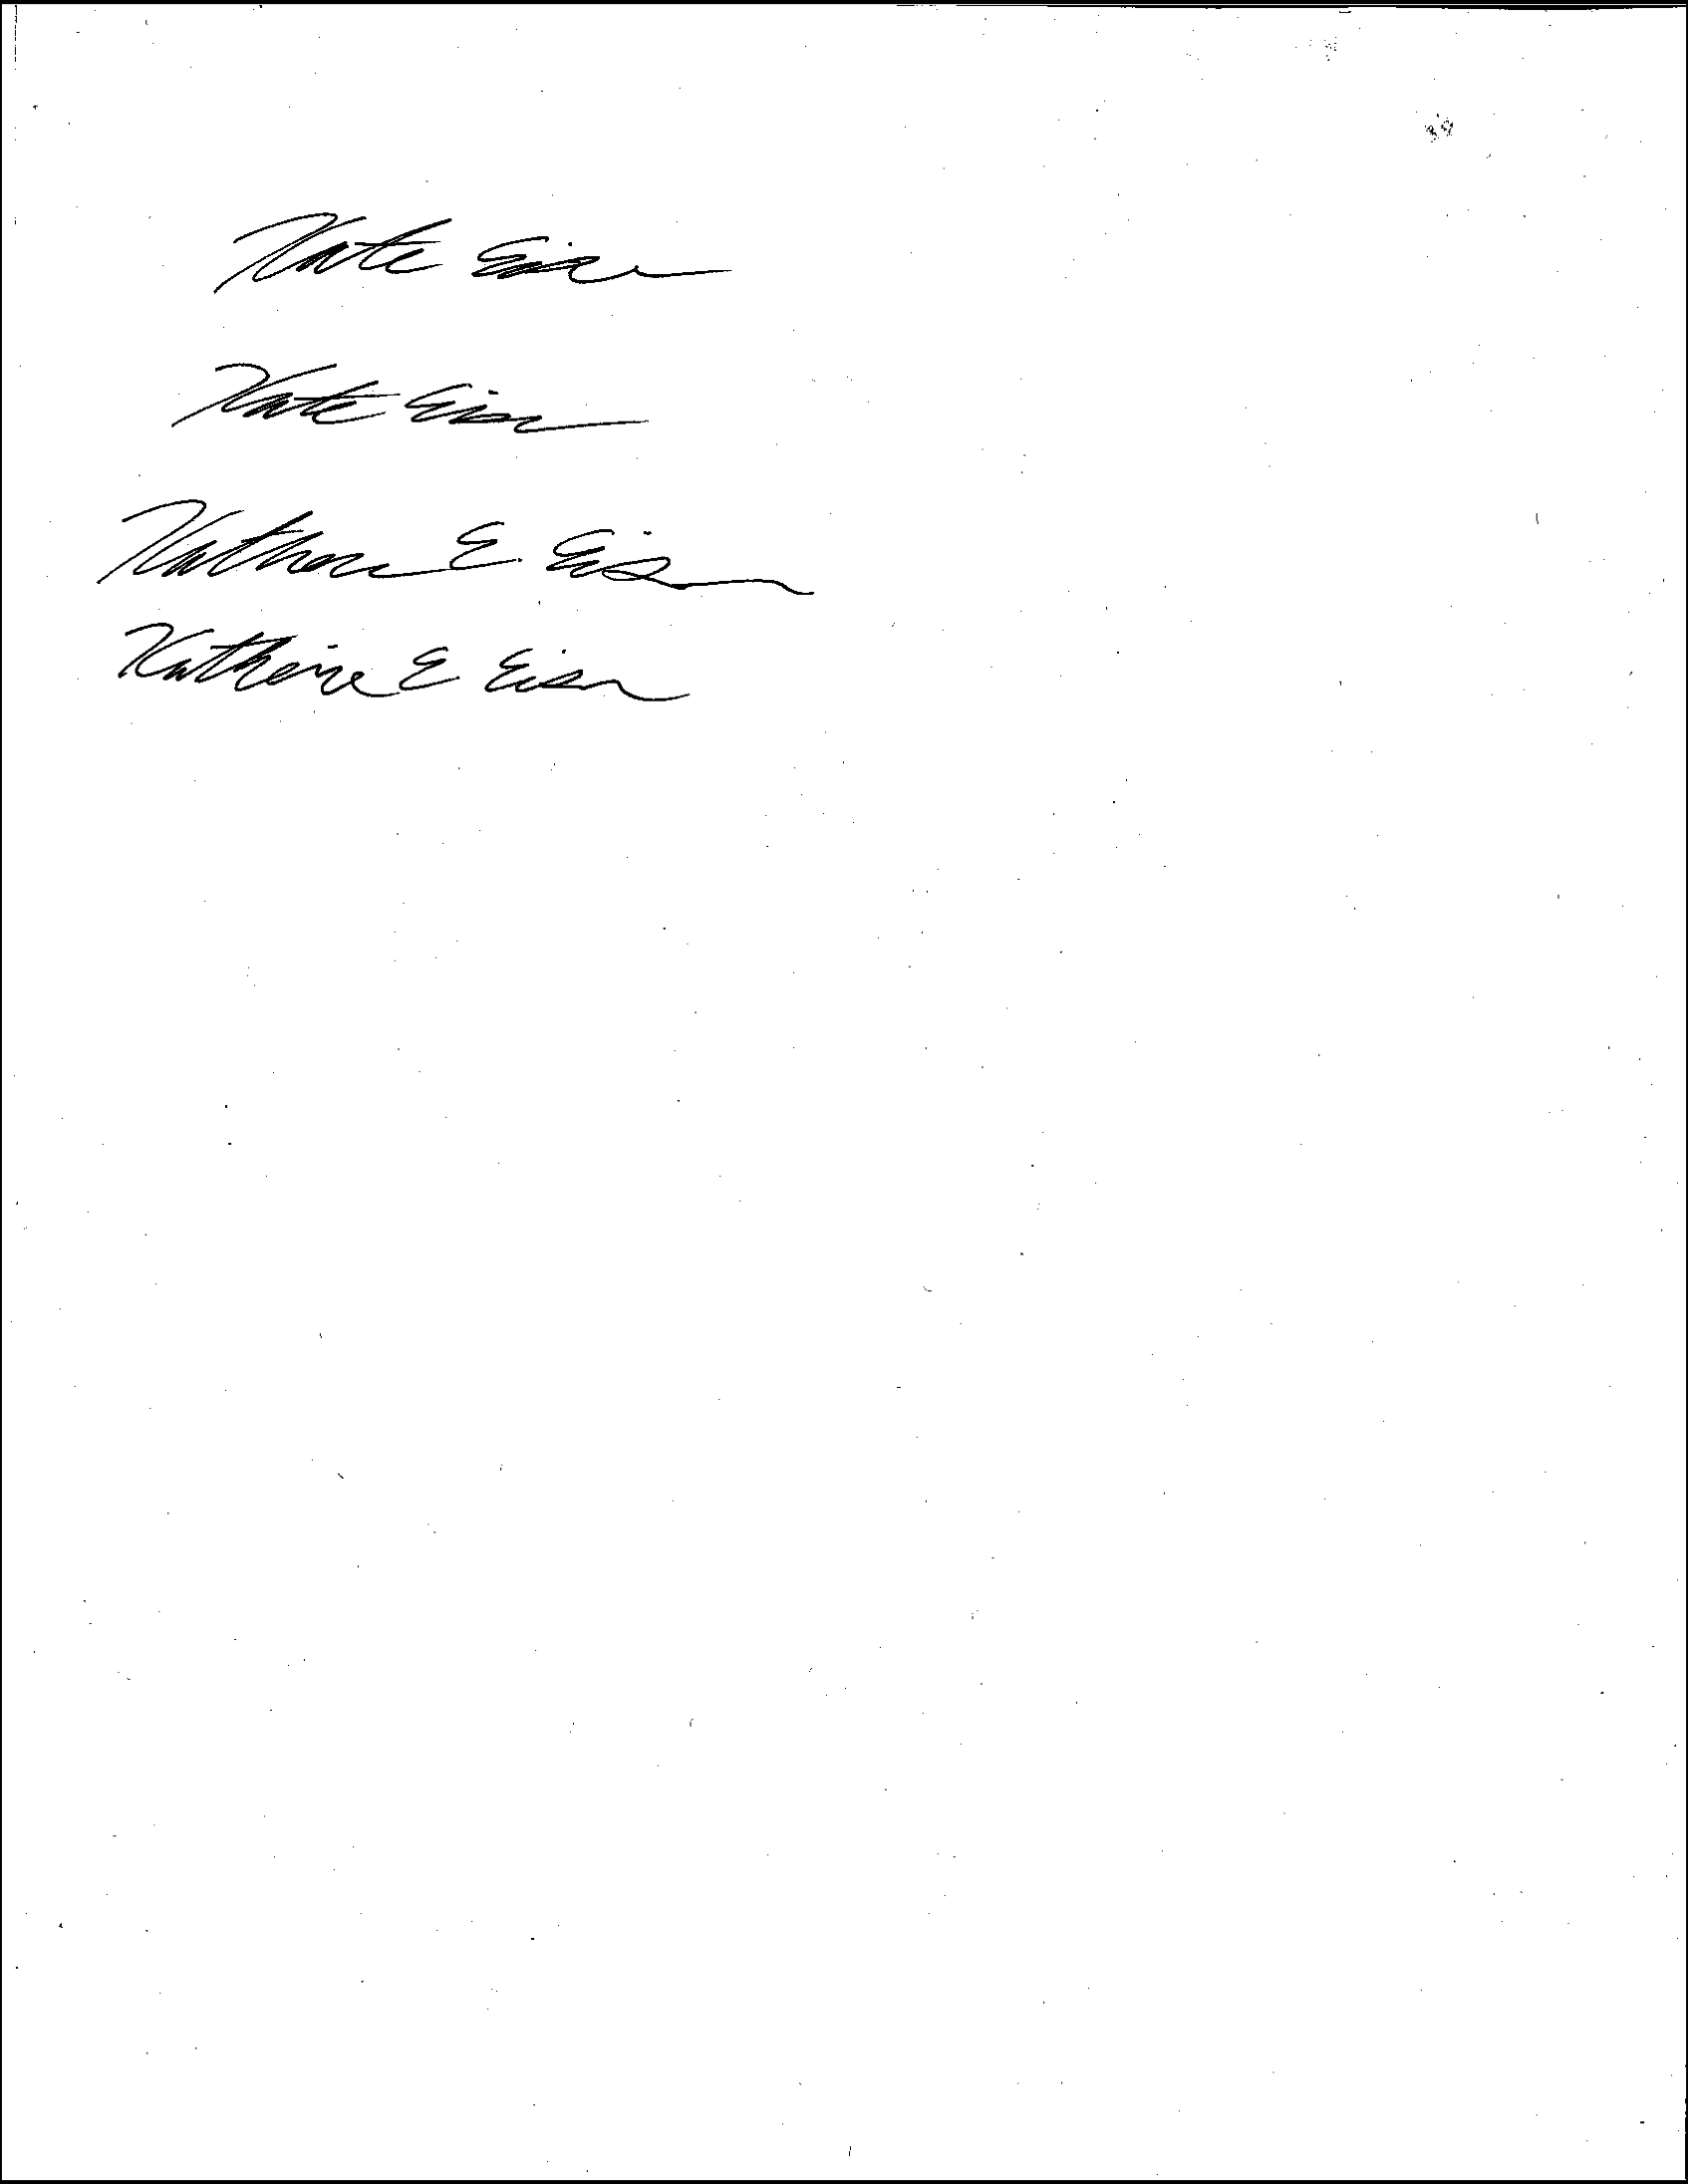 Kate Eisen
Kate Eisen
Katherine E. Eisen
Katherine E Eisen